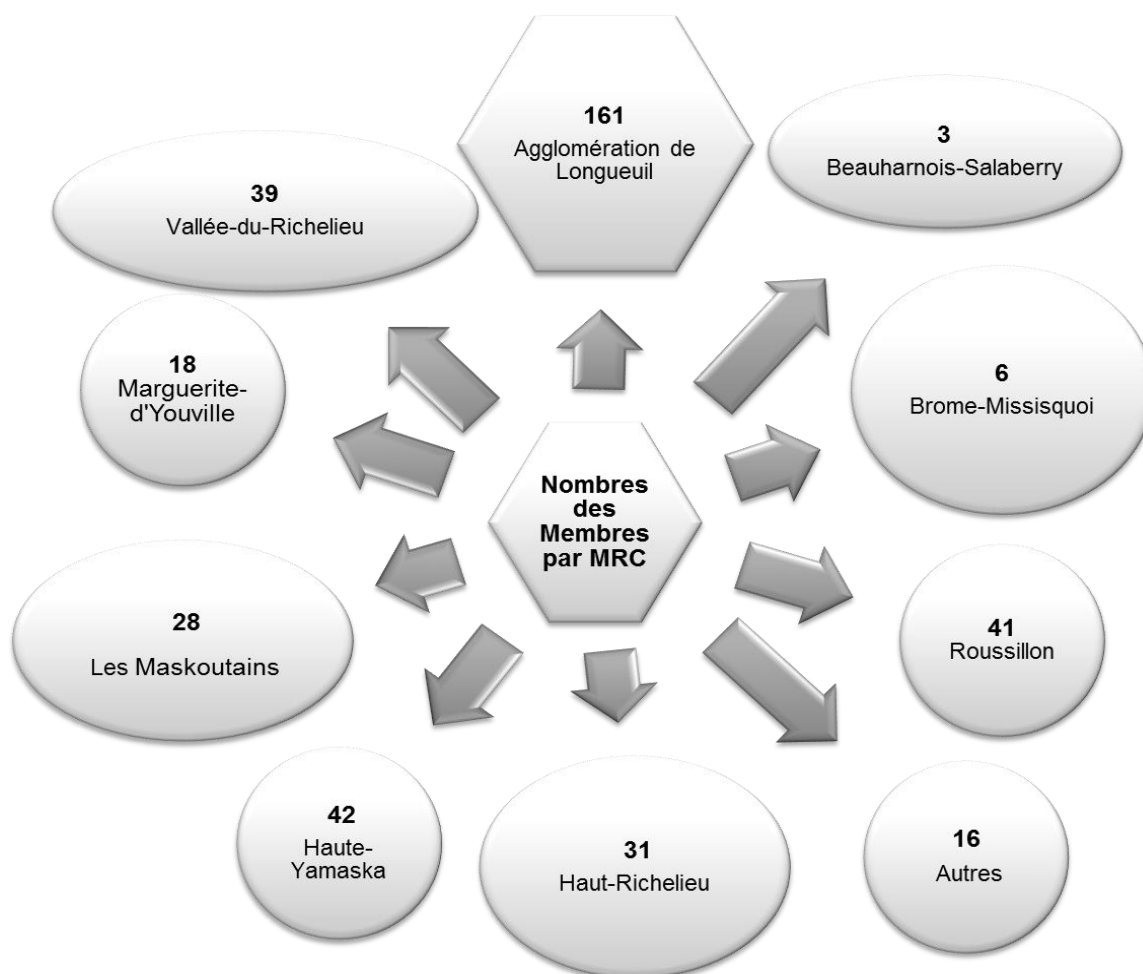 161
Agglomération de
Longueuil
3
Beauharnois-Salaberry
39
Vallée-du-Richelieu
18
Marguerite-
d'Youville
6
Brome-Missisquoi
Nombres
des
Membres
par MRC
28
Les Maskoutains
41
Roussillon
42
Haute-
Yamaska
31
Haut-Richelieu
16
Autres